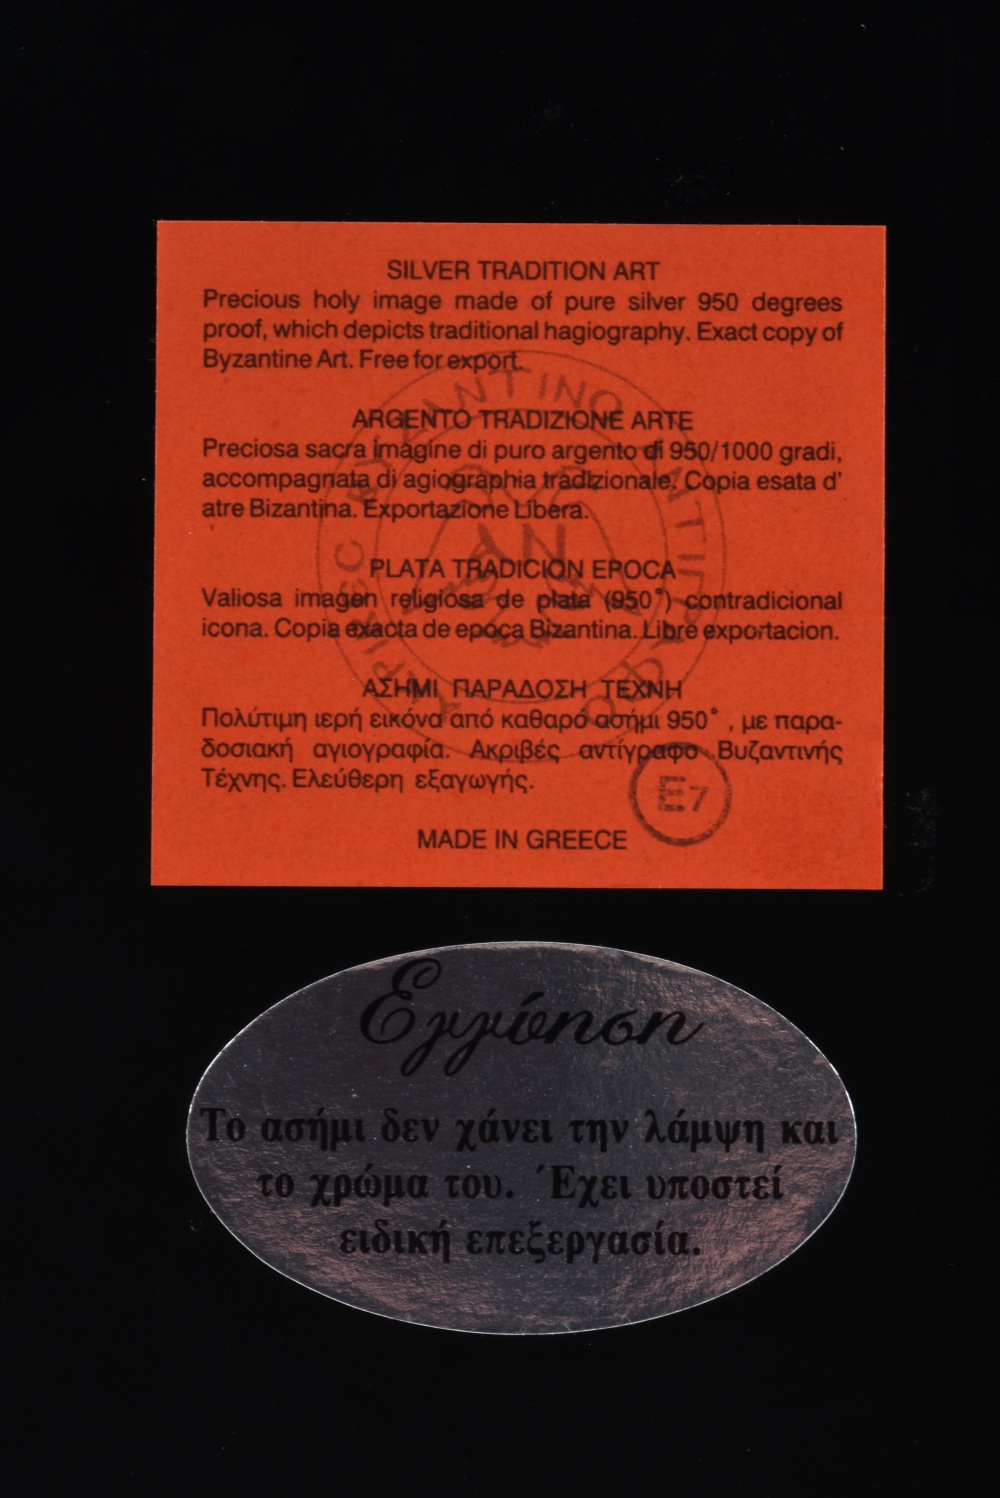 SILVER TRADITION ART
Precious holy image made of pure silver 950 degrees
proof, which depicts traditional hagiography. Exact copy of
Byzantine Art. Free for export.
ARGENTO TRADIZIONE ARTE
Preciosa sacra imagine di puro argento di 950/1000 gradi,
accompagnata di agiographia tradizionale. Copia esata d'
atre Bizantina. Exportazione Libera.
PLATA TRADICION EPOCA
Valiosa imagen religiosa de plata (950°) contradicional
icona. Copia exacta de epoca Bizantina. Libre exportacion.
ΑΣΗΜΙ ΠΑΡΑΔΟΣΗ ΤΕΧΝΗ
Πολύτιμη ιερή εικόνα από καθαρό ασήμι 950° , με παρα-
δοσιακή αγιογραφία. Ακριβές αντίγραφο Βυζαντινής
Τέχνης. Ελεύθερη εξαγωγής.
E7
MADE IN GREECE
Εγγύηση
Το ασήμι δεν χάνει την λάμψη και
το χρώμα του. Έχει υποστεί
ειδική επεξεργασία.